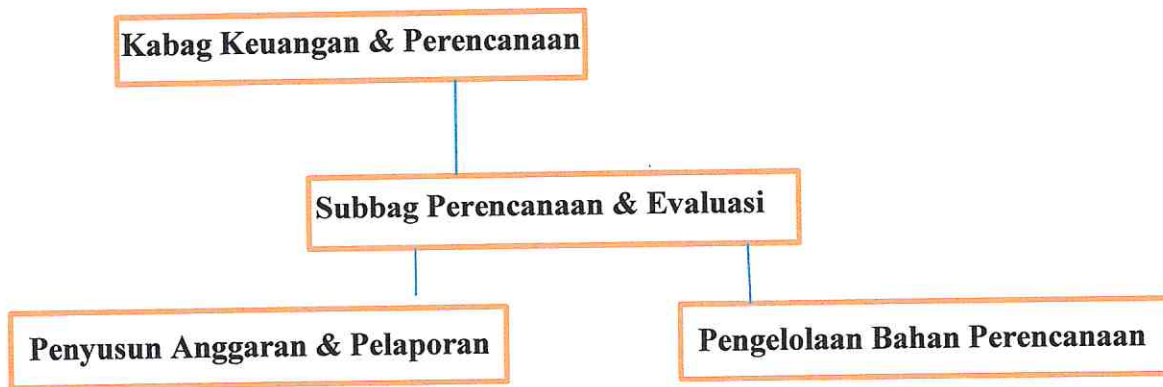 Kabag Keuangan & Perencanaan
Subbag Perencanaan & Evaluasi
Penyusun Anggaran & Pelaporan
Pengelolaan Bahan Perencanaan